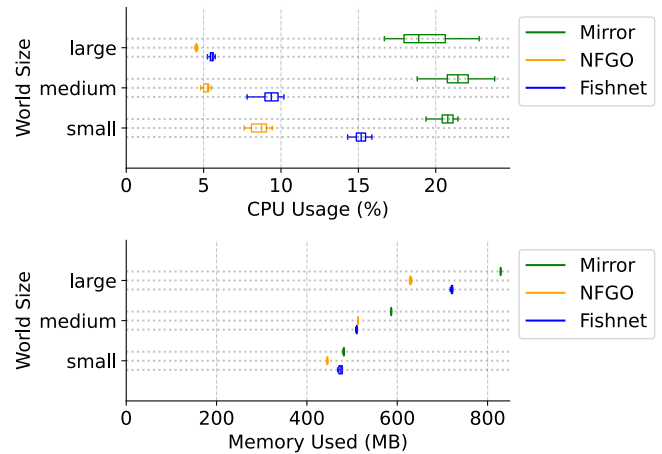 World Size
large
medium
small
0
5
10
15
20
CPU Usage (%)
Mirror
NFGO
Fishnet
World Size
large
medium
small
0
200
400
600
800
Memory Used (MB)
Mirror
NFGO
Fishnet